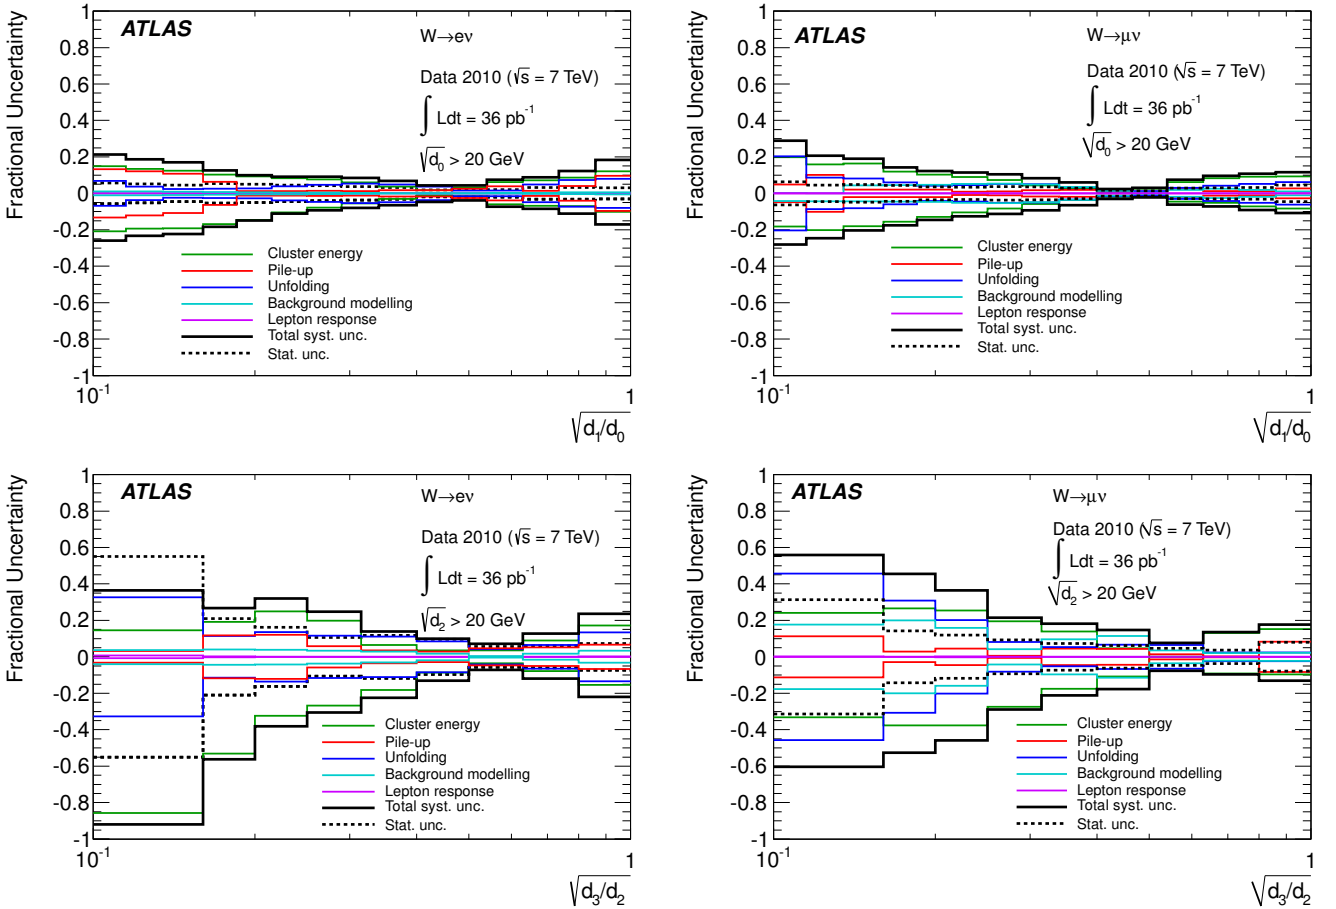 ATLAS
W→eν
Data 2010 (√s = 7 TeV)
∫ Ldt = 36 pb⁻¹
√d₀ > 20 GeV
Fractional Uncertainty
1
0.8
0.6
0.4
0.2
0
-0.2
-0.4
-0.6
-0.8
-1
Cluster energy
Pile-up
Unfolding
Background modelling
Lepton response
Total syst. unc.
Stat. unc.
10⁻¹ 1
√d₁/d₀
ATLAS
W→μν
Data 2010 (√s = 7 TeV)
∫ Ldt = 36 pb⁻¹
√d₀ > 20 GeV
Fractional Uncertainty
1
0.8
0.6
0.4
0.2
0
-0.2
-0.4
-0.6
-0.8
-1
Cluster energy
Pile-up
Unfolding
Background modelling
Lepton response
Total syst. unc.
Stat. unc.
10⁻¹ 1
√d₁/d₀
ATLAS
W→eν
Data 2010 (√s = 7 TeV)
∫ Ldt = 36 pb⁻¹
√d₂ > 20 GeV
Fractional Uncertainty
1
0.8
0.6
0.4
0.2
0
-0.2
-0.4
-0.6
-0.8
-1
Cluster energy
Pile-up
Unfolding
Background modelling
Lepton response
Total syst. unc.
Stat. unc.
10⁻¹ 1
√d₃/d₂
ATLAS
W→μν
Data 2010 (√s = 7 TeV)
∫ Ldt = 36 pb⁻¹
√d₂ > 20 GeV
Fractional Uncertainty
1
0.8
0.6
0.4
0.2
0
-0.2
-0.4
-0.6
-0.8
-1
Cluster energy
Pile-up
Unfolding
Background modelling
Lepton response
Total syst. unc.
Stat. unc.
10⁻¹ 1
√d₃/d₂